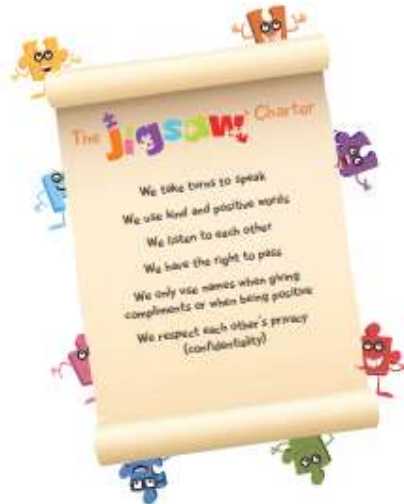 The jigsaw Charter
We take turns to speak
We use kind and positive words
We listen to each other
We have the right to pass
We only use names when giving
compliments or when being positive
We respect each other's privacy
(confidentiality)